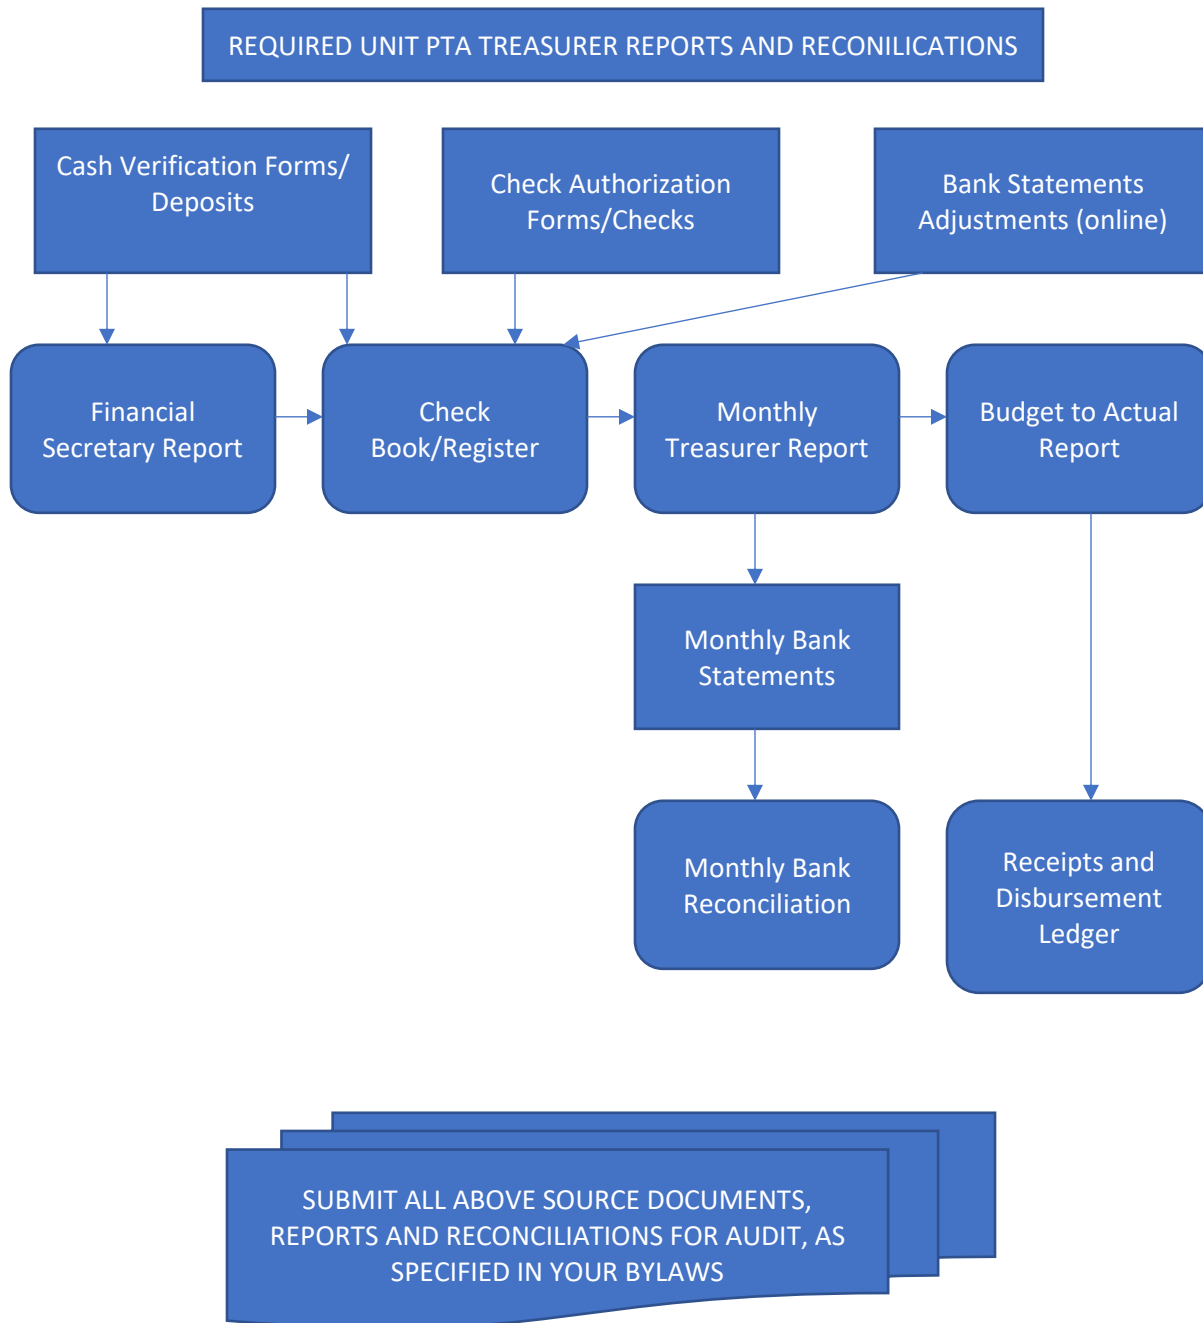 REQUIRED UNIT PTA TREASURER REPORTS AND RECONILICATIONS
Cash Verification Forms/
Deposits
Check Authorization
Forms/Checks
Bank Statements
Adjustments (online)
Financial
Secretary Report
Check
Book/Register
Monthly
Treasurer Report
Budget to Actual
Report
Monthly Bank
Statements
Monthly Bank
Reconciliation
Receipts and
Disbursement
Ledger
SUBMIT ALL ABOVE SOURCE DOCUMENTS,
REPORTS AND RECONCILIATIONS FOR AUDIT, AS
SPECIFIED IN YOUR BYLAWS